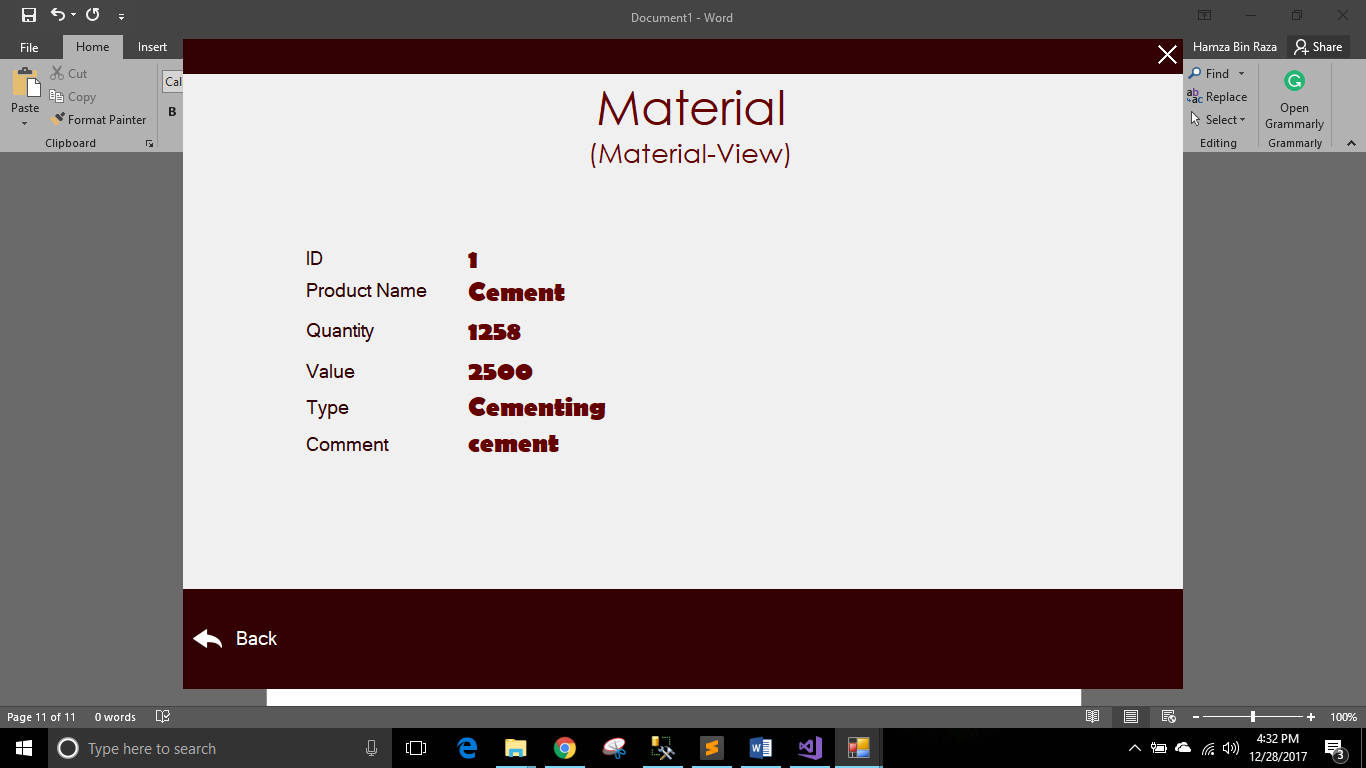 Document1 - Word
File Home Insert Hamza Bin Raza Share
Cut Cal Find
Copy Replace
Paste Format Painter B Select Open Grammarly
Clipboard Editing Grammarly
Material
(Material-View)
ID 1
Product Name Cement
Quantity 1258
Value 2500
Type Cementing
Comment cement
Back
Page 11 of 11 0 words 100%
Type here to search 4:32 PM
12/28/2017 3